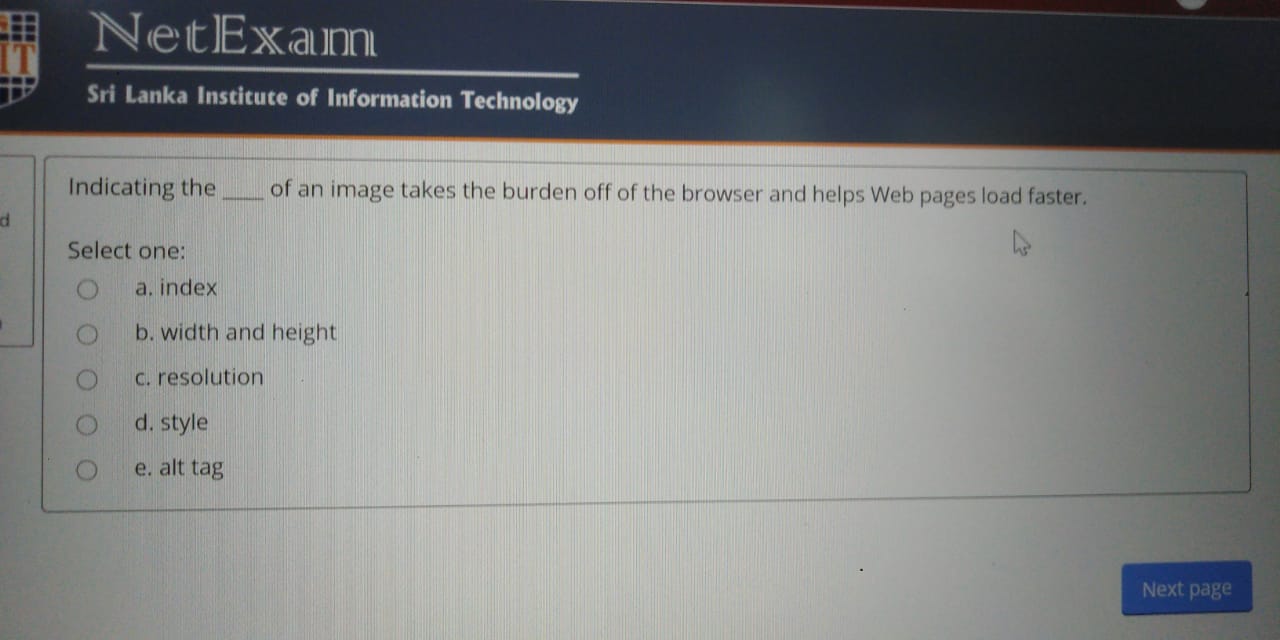 IT
NetExam
Sri Lanka Institute of Information Technology
d
Indicating the ____ of an image takes the burden off of the browser and helps Web pages load faster.
Select one:
a. index
b. width and height
c. resolution
d. style
e. alt tag
Next page